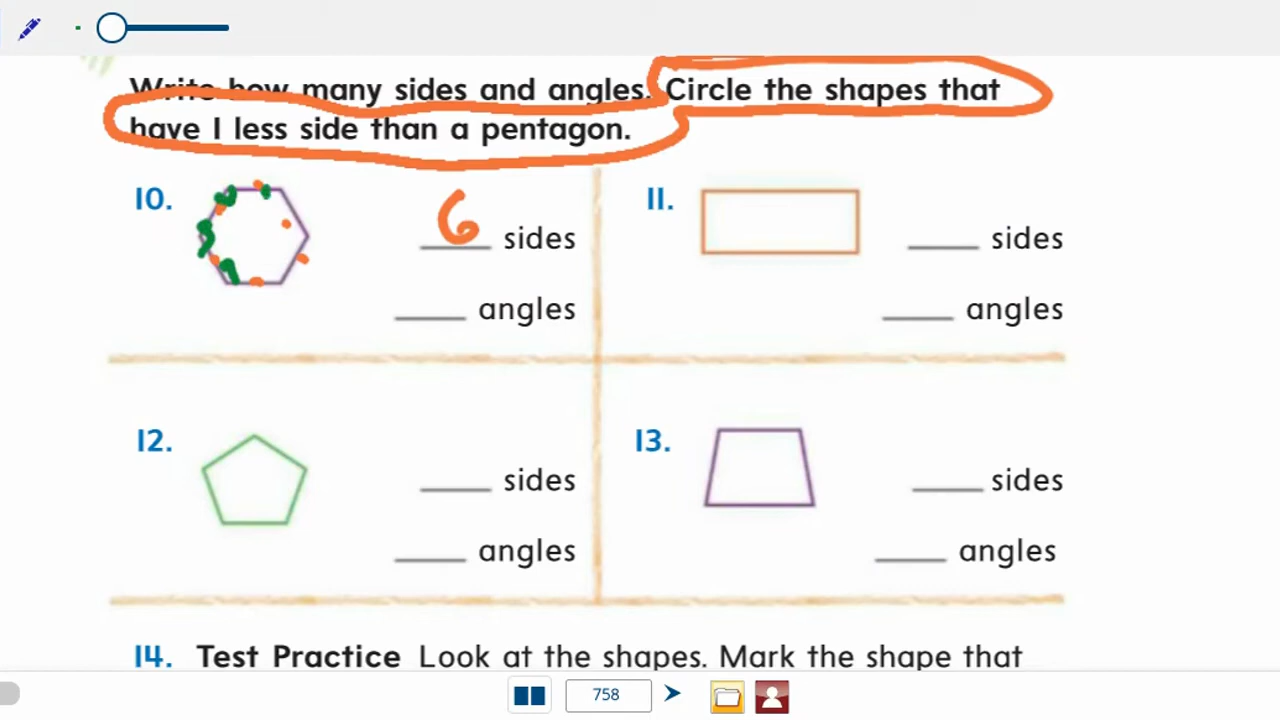 Write how many sides and angles. Circle the shapes that
have 1 less side than a pentagon.
10. 6 sides
angles
11. sides
angles
12. sides
angles
13. sides
angles
14. Test Practice Look at the shapes. Mark the shape that
758